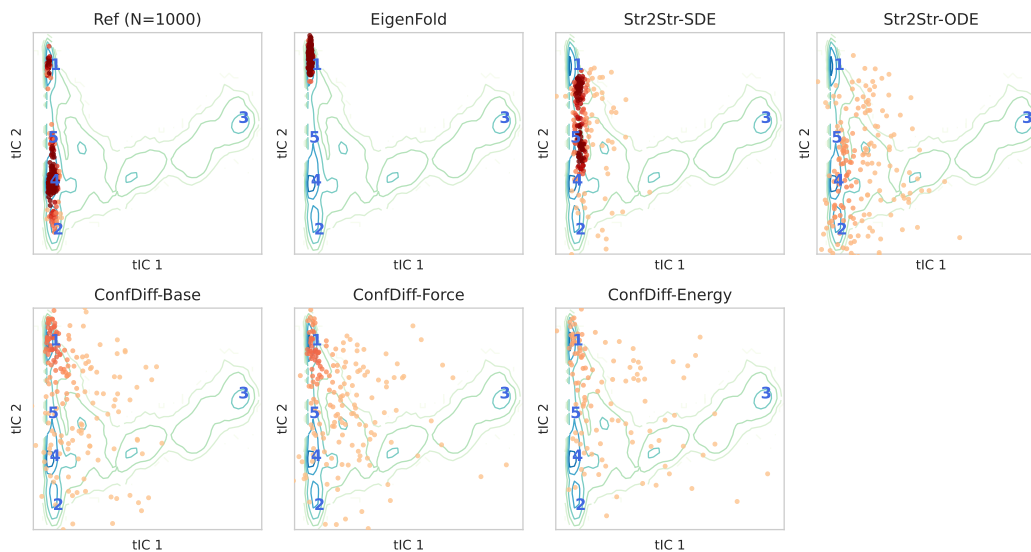 Ref (N=1000)
1
5
4
2
3
tIC 2
tIC 1
EigenFold
1
5
4
2
3
tIC 2
tIC 1
Str2Str-SDE
1
5
4
2
3
tIC 2
tIC 1
Str2Str-ODE
1
5
4
2
3
tIC 2
tIC 1
ConfDiff-Base
1
5
4
2
3
tIC 2
tIC 1
ConfDiff-Force
1
5
4
2
3
tIC 2
tIC 1
ConfDiff-Energy
1
5
4
2
3
tIC 2
tIC 1